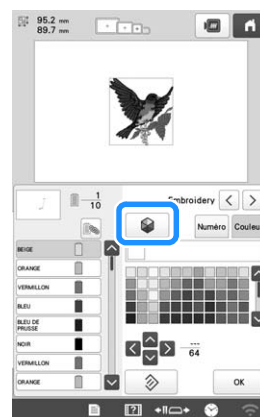 95.2 mm
89.7 mm
1
10
Embroidery
Numéro Couleu
BEIGE
ORANGE
VERMILLON
BLEU
BLEU DE
PRUSSE
NOIR
VERMILLON
ORANGE
---
64
OK